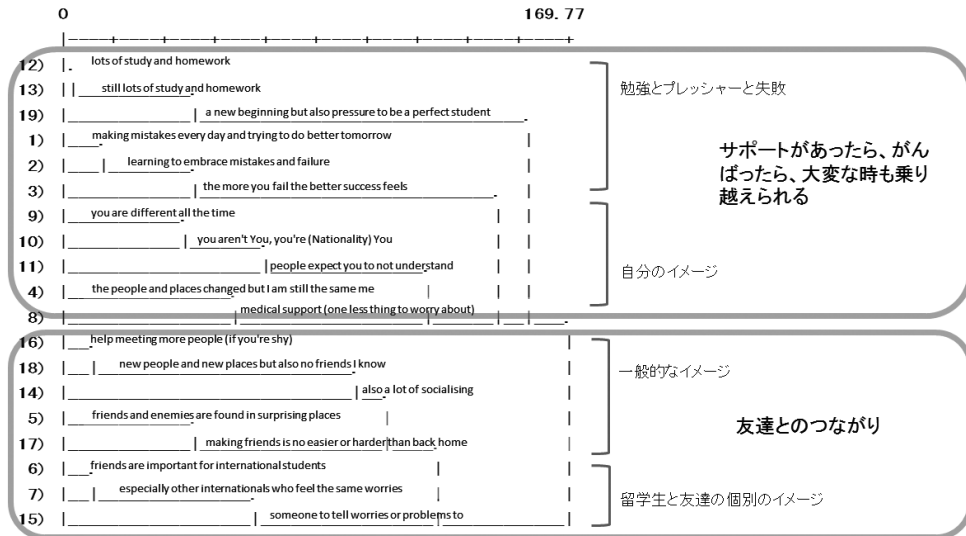 0 169.77
12) lots of study and homework
13) still lots of study and homework
勉強とプレッシャーと失敗
19) a new beginning but also pressure to be a perfect student
1) making mistakes every day and trying to do better tomorrow
サポートがあったら、がん
2) learning to embrace mistakes and failure
ばったら、大変な時も乗り
3) the more you fail the better success feels
越えられる
9) you are different all the time
10) you aren't You, you're (Nationality) You
11) people expect you to not understand
自分のイメージ
4) the people and places changed but I am still the same me
8) medical support (one less thing to worry about)
16) help meeting more people (if you're shy)
18) new people and new places but also no friends I know
一般的なイメージ
14) also a lot of socialising
5) friends and enemies are found in surprising places
友達とのつながり
17) making friends is no easier or harder than back home
6) friends are important for international students
7) especially other internationals who feel the same worries
留学生と友達の個別のイメージ
15) someone to tell worries or problems to